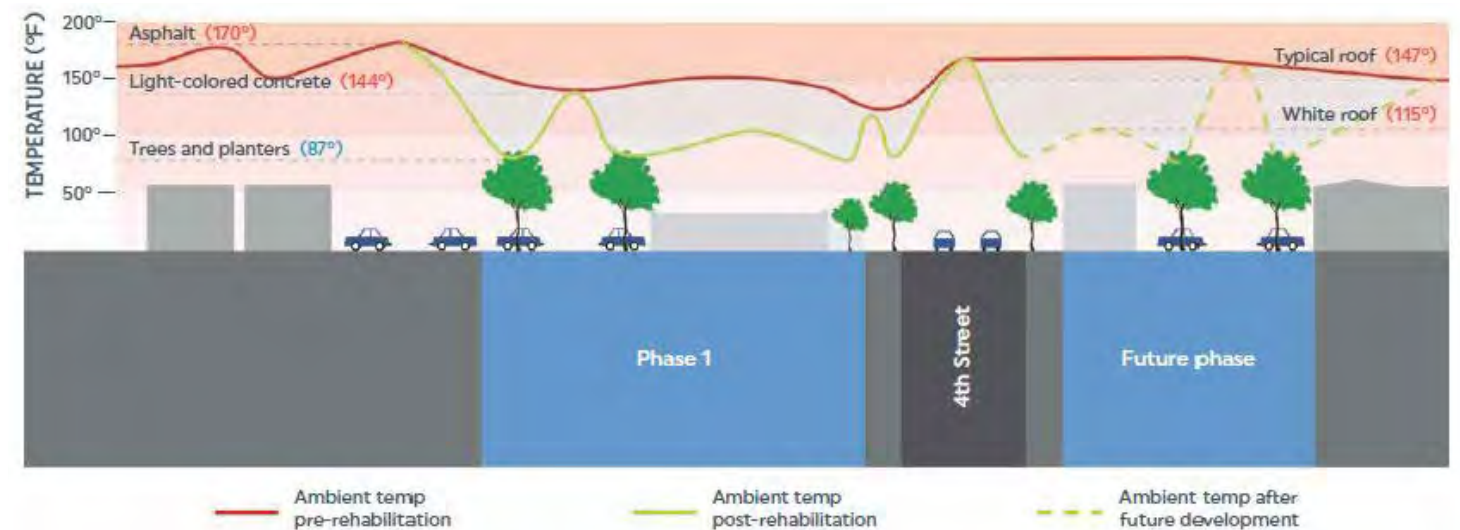 TEMPERATURE (°F)
200°
150°
100°
50°
Asphalt (170°)
Light-colored concrete (144°)
Trees and planters (87°)
Typical roof (147°)
White roof (115°)
Phase 1
4th Street
Future phase
Ambient temp
pre-rehabilitation
Ambient temp
post-rehabilitation
Ambient temp after
future development